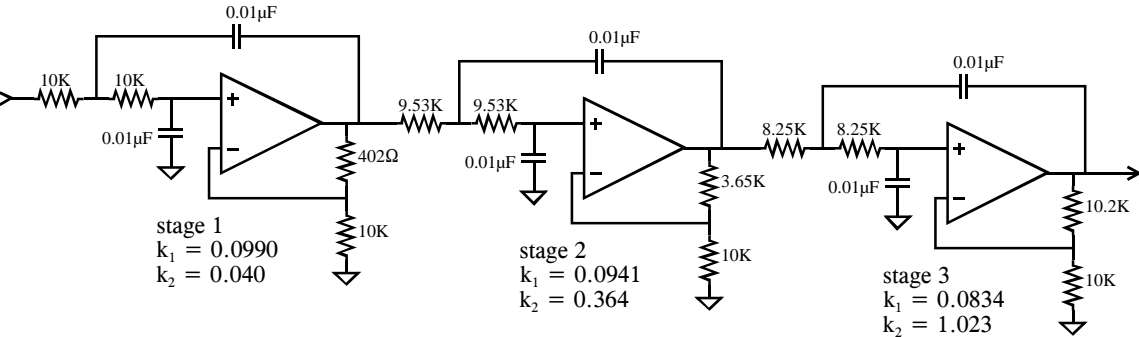 0.01µF
10K
10K
0.01µF
402Ω
10K
stage 1
k₁ = 0.0990
k₂ = 0.040
0.01µF
9.53K
9.53K
0.01µF
3.65K
10K
stage 2
k₁ = 0.0941
k₂ = 0.364
0.01µF
8.25K
8.25K
0.01µF
10.2K
10K
stage 3
k₁ = 0.0834
k₂ = 1.023